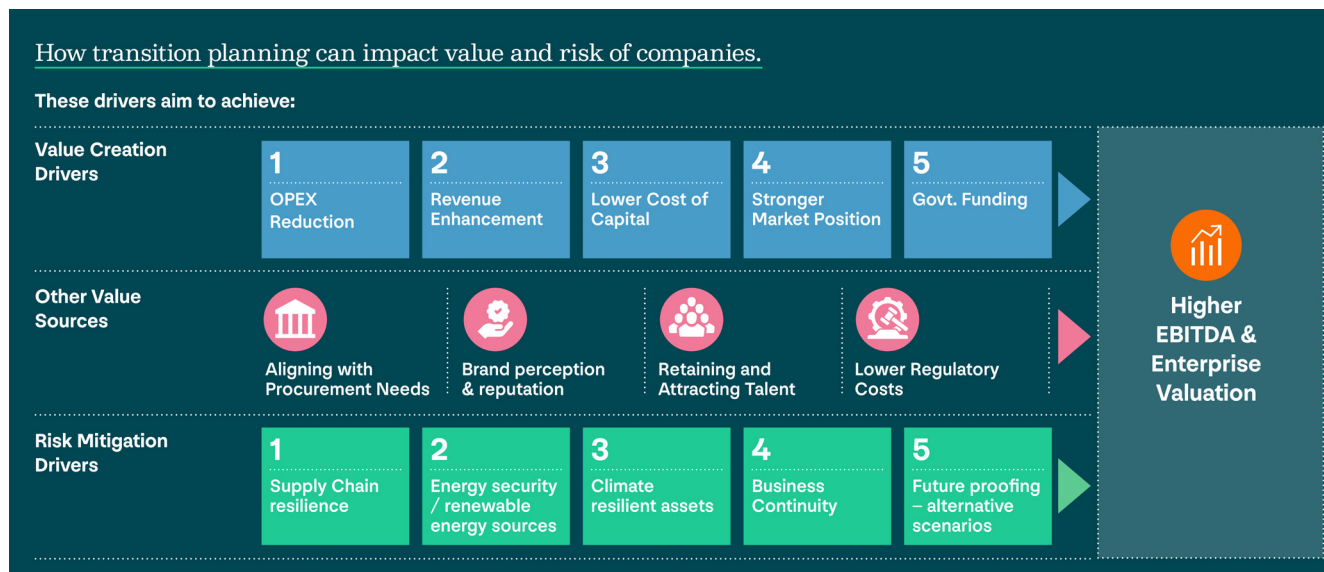 How transition planning can impact value and risk of companies.
These drivers aim to achieve:
Value Creation
Drivers
1
OPEX
Reduction
2
Revenue
Enhancement
3
Lower Cost of
Capital
4
Stronger
Market Position
5
Govt. Funding
Other Value
Sources
Aligning with
Procurement Needs
Brand perception
& reputation
Retaining and
Attracting Talent
Lower Regulatory
Costs
Risk Mitigation
Drivers
1
Supply Chain
resilience
2
Energy security
/ renewable
energy sources
3
Climate
resilient assets
4
Business
Continuity
5
Future proofing
– alternative
scenarios
Higher
EBITDA &
Enterprise
Valuation